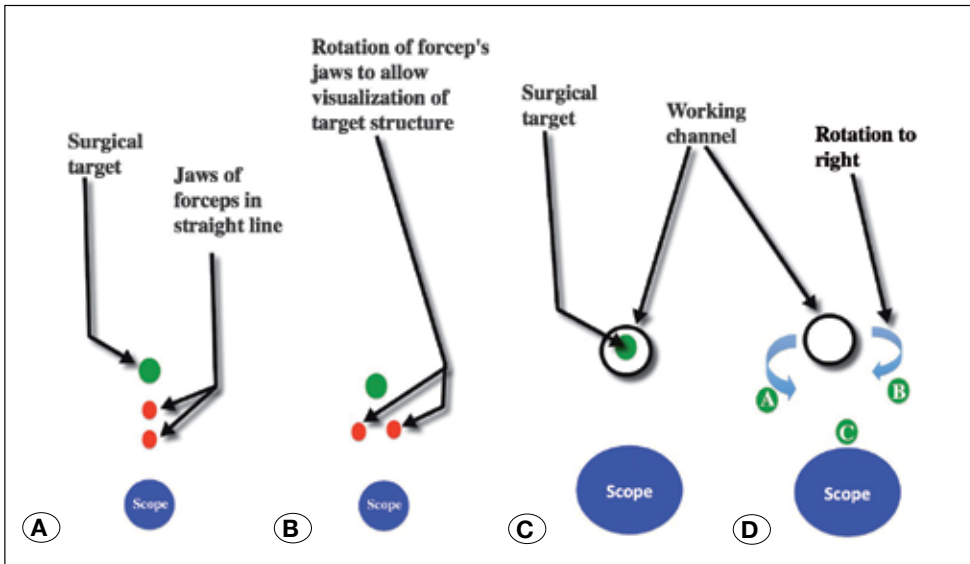 Surgical
target
Jaws of
forceps in
straight line
Scope
A
Rotation of forcep's
jaws to allow
visualization of
target structure
Scope
B
Surgical
target
Working
channel
Scope
C
Rotation to
right
A
B
C
Scope
D